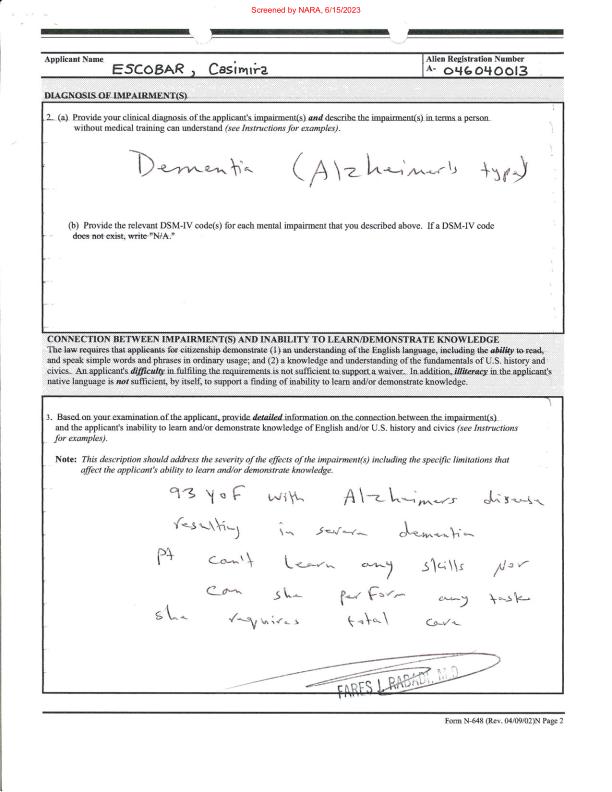 Screened by NARA, 6/15/2023
Applicant Name
ESCOBAR, Casimira
Alien Registration Number
A- 046040013
DIAGNOSIS OF IMPAIRMENT(S)
2. (a) Provide your clinical diagnosis of the applicant's impairment(s) and describe the impairment(s) in terms a person
without medical training can understand (see Instructions for examples).
Dementia (Alzheimer's type)
(b) Provide the relevant DSM-IV code(s) for each mental impairment that you described above. If a DSM-IV code
does not exist, write "N/A."
CONNECTION BETWEEN IMPAIRMENT(S) AND INABILITY TO LEARN/DEMONSTRATE KNOWLEDGE
The law requires that applicants for citizenship demonstrate (1) an understanding of the English language, including the ability to read,
and speak simple words and phrases in ordinary usage; and (2) a knowledge and understanding of the fundamentals of U.S. history and
civics. An applicant's difficulty in fulfiling the requirements is not sufficient to support a waiver. In addition, illiteracy in the applicant's
native language is not sufficient, by itself, to support a finding of inability to learn and/or demonstrate knowledge.
3. Based on your examination of the applicant, provide detailed information on the connection between the impairment(s)
and the applicant's inability to learn and/or demonstrate knowledge of English and/or U.S. history and civics (see Instructions
for examples).
Note: This description should address the severity of the effects of the impairment(s) including the specific limitations that
affect the applicant's ability to learn and/or demonstrate knowledge.
93 yo F with Alzheimers disease
resulting in severe dementia
pt can't learn any skills nor
can she perform any task
she requires total care
FARES J. RABADI, M.D
Form N-648 (Rev. 04/09/02)N Page 2